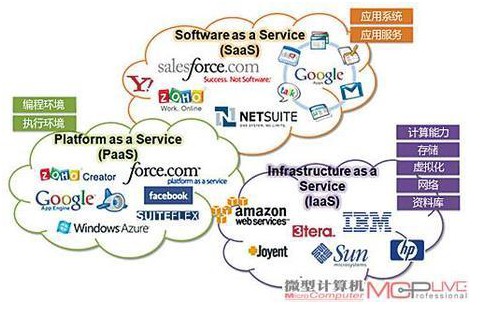 Software as a Service
(SaaS)
应用系统
应用服务
salesforce.com
Success. Not Software.
Y!
ZOHO
Work. Online
Google
talk
NETSUITE
编程环境
执行环境
Platform as a Service
(PaaS)
ZOHO Creator
force.com
platform as a service
Google
App Engine
facebook
SUITEFLEX
Windows Azure
计算能力
存储
虚拟化
网络
资料库
Infrastructure as a
Service
(IaaS)
amazon
web services
3tera
IBM
Joyent
Sun
microsystems
hp
微型计算机
MicroComputer
MCPLIVE
Professional